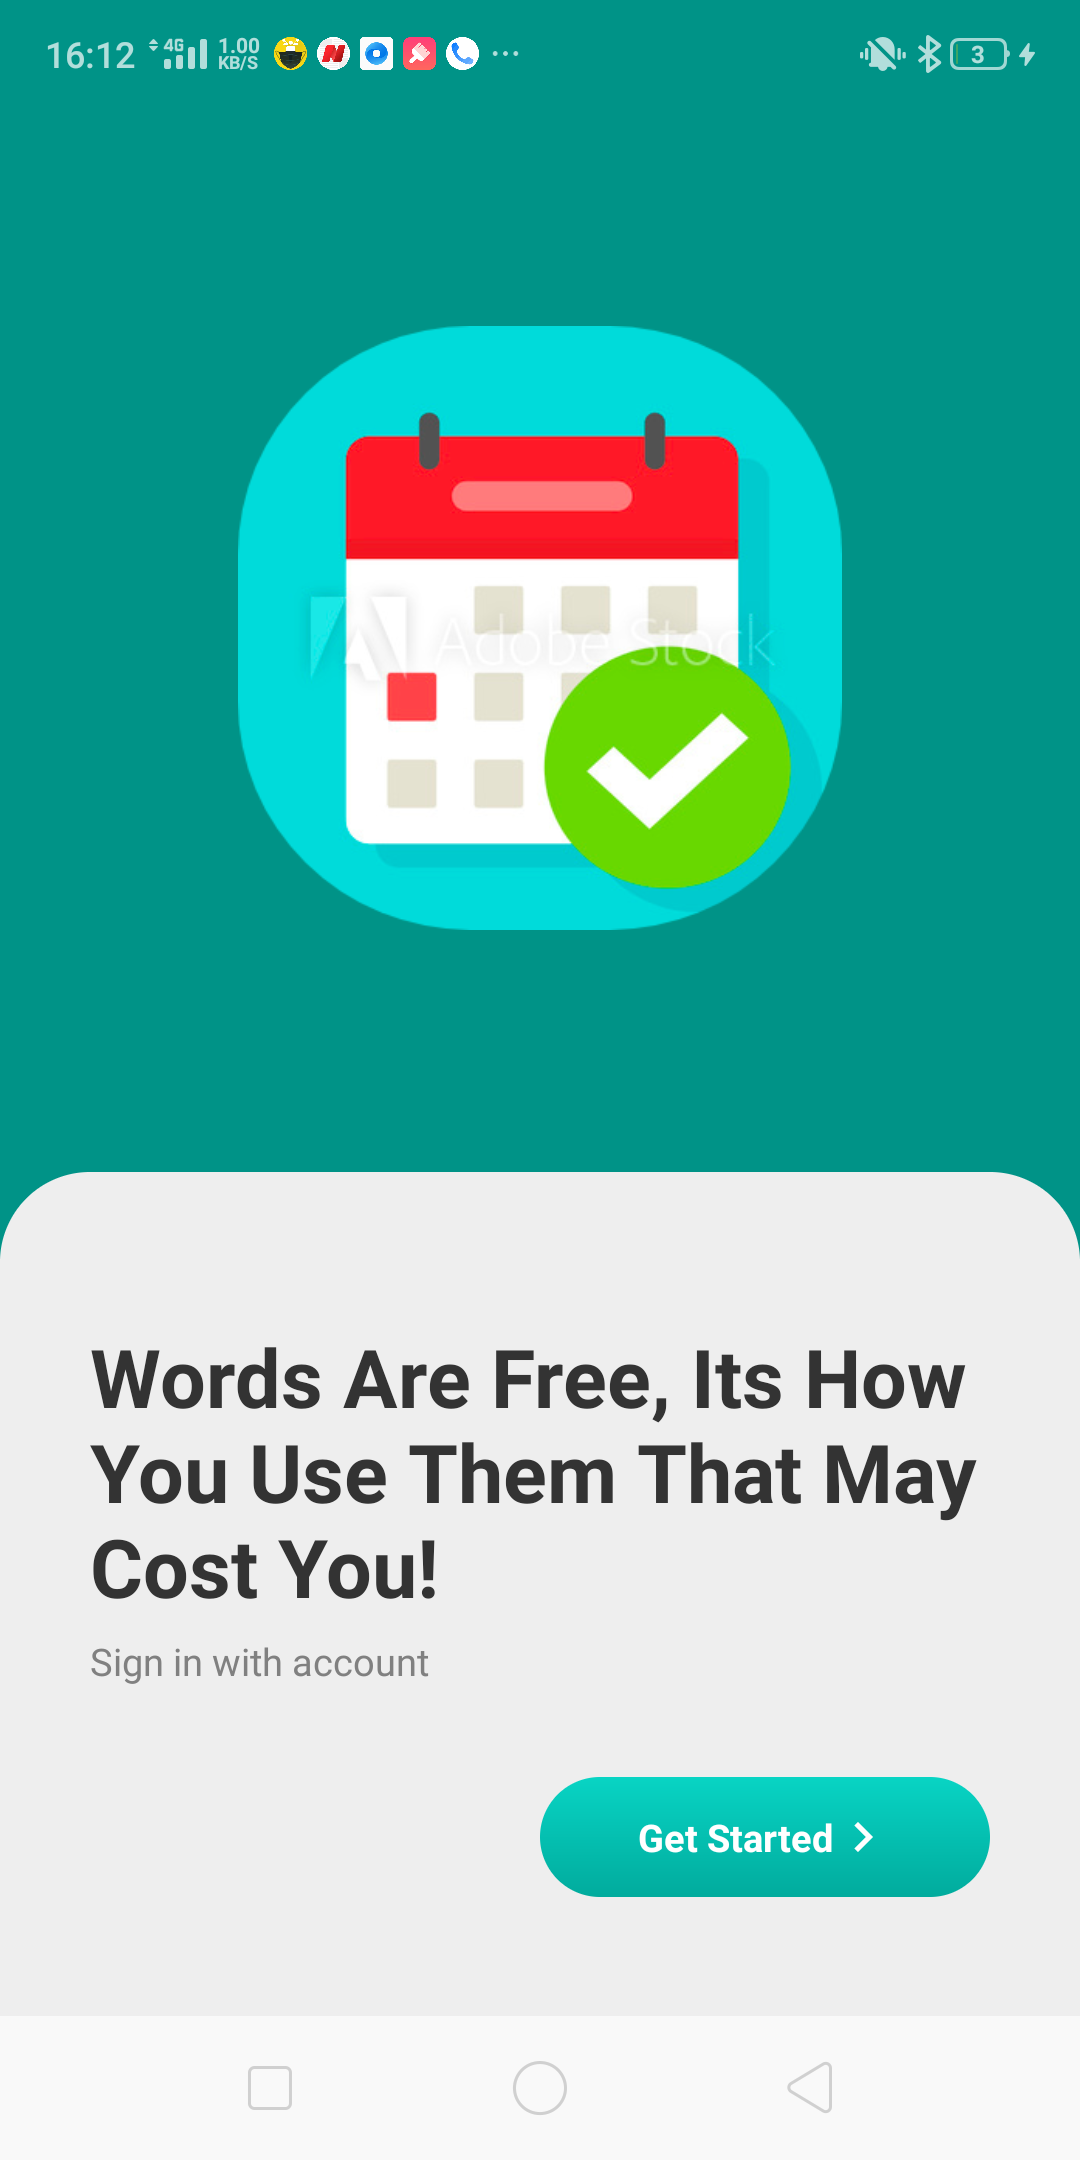 16:12 4G 1.00 KB/S 3
Adobe Stock
Words Are Free, Its How
You Use Them That May
Cost You!
Sign in with account
Get Started